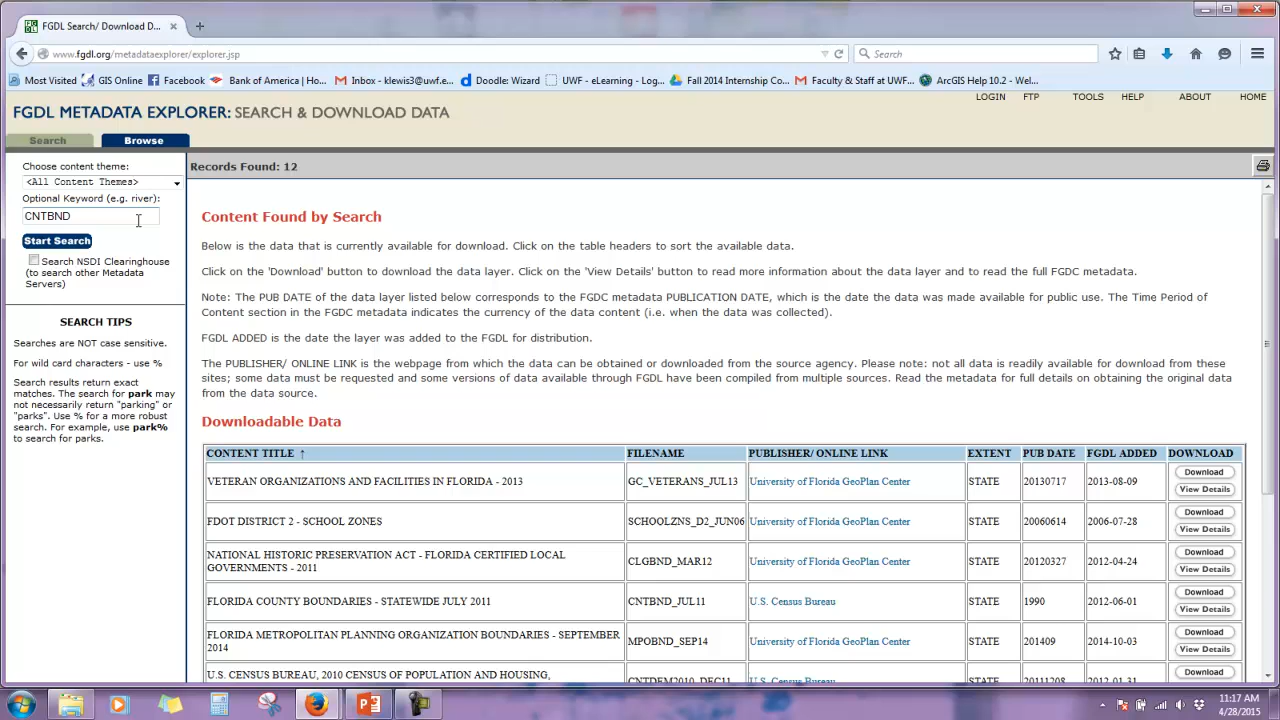 FGDL Search/ Download D...
www.fgdl.org/metadataexplorer/explorer.jsp
Search
Most Visited GIS Online Facebook Bank of America | Ho... Inbox - klewis3@uwf.e... Doodle: Wizard UWF - eLearning - Log... Fall 2014 Internship Co... Faculty & Staff at UWF... ArcGIS Help 10.2 - Wel...
LOGIN FTP TOOLS HELP ABOUT HOME
FGDL METADATA EXPLORER: SEARCH & DOWNLOAD DATA
Search Browse
Choose content theme:
<All Content Themes>
Optional Keyword (e.g. river):
CNTBND
Start Search
Search NSDI Clearinghouse
(to search other Metadata
Servers)
SEARCH TIPS
Searches are NOT case sensitive.
For wild card characters - use %
Search results return exact
matches. The search for park may
not necessarily return "parking" or
"parks". Use % for a more robust
search. For example, use park%
to search for parks.
Records Found: 12
Content Found by Search
Below is the data that is currently available for download. Click on the table headers to sort the available data.
Click on the 'Download' button to download the data layer. Click on the 'View Details' button to read more information about the data layer and to read the full FGDC metadata.
Note: The PUB DATE of the data layer listed below corresponds to the FGDC metadata PUBLICATION DATE, which is the date the data was made available for public use. The Time Period of
Content section in the FGDC metadata indicates the currency of the data content (i.e. when the data was collected).
FGDL ADDED is the date the layer was added to the FGDL for distribution.
The PUBLISHER/ ONLINE LINK is the webpage from which the data can be obtained or downloaded from the source agency. Please note: not all data is readily available for download from these
sites; some data must be requested and some versions of data available through FGDL have been compiled from multiple sources. Read the metadata for full details on obtaining the original data
from the data source.
Downloadable Data
CONTENT TITLE ↑ FILENAME PUBLISHER/ ONLINE LINK EXTENT PUB DATE FGDL ADDED DOWNLOAD
VETERAN ORGANIZATIONS AND FACILITIES IN FLORIDA - 2013 GC_VETERANS_JUL13 University of Florida GeoPlan Center STATE 20130717 2013-08-09 Download
View Details
FDOT DISTRICT 2 - SCHOOL ZONES SCHOOLZNS_D2_JUN06 University of Florida GeoPlan Center STATE 20060614 2006-07-28 Download
View Details
NATIONAL HISTORIC PRESERVATION ACT - FLORIDA CERTIFIED LOCAL
GOVERNMENTS - 2011 CLGBND_MAR12 University of Florida GeoPlan Center STATE 20120327 2012-04-24 Download
View Details
FLORIDA COUNTY BOUNDARIES - STATEWIDE JULY 2011 CNTBND_JUL11 U.S. Census Bureau STATE 1990 2012-06-01 Download
View Details
FLORIDA METROPOLITAN PLANNING ORGANIZATION BOUNDARIES - SEPTEMBER
2014 MPOBND_SEP14 University of Florida GeoPlan Center STATE 201409 2014-10-03 Download
View Details
U.S. CENSUS BUREAU, 2010 CENSUS OF POPULATION AND HOUSING, CNTDEM2010_DEC11 U.S. Census Bureau STATE 20111208 2012-01-31 Download
11:17 AM
4/28/2015